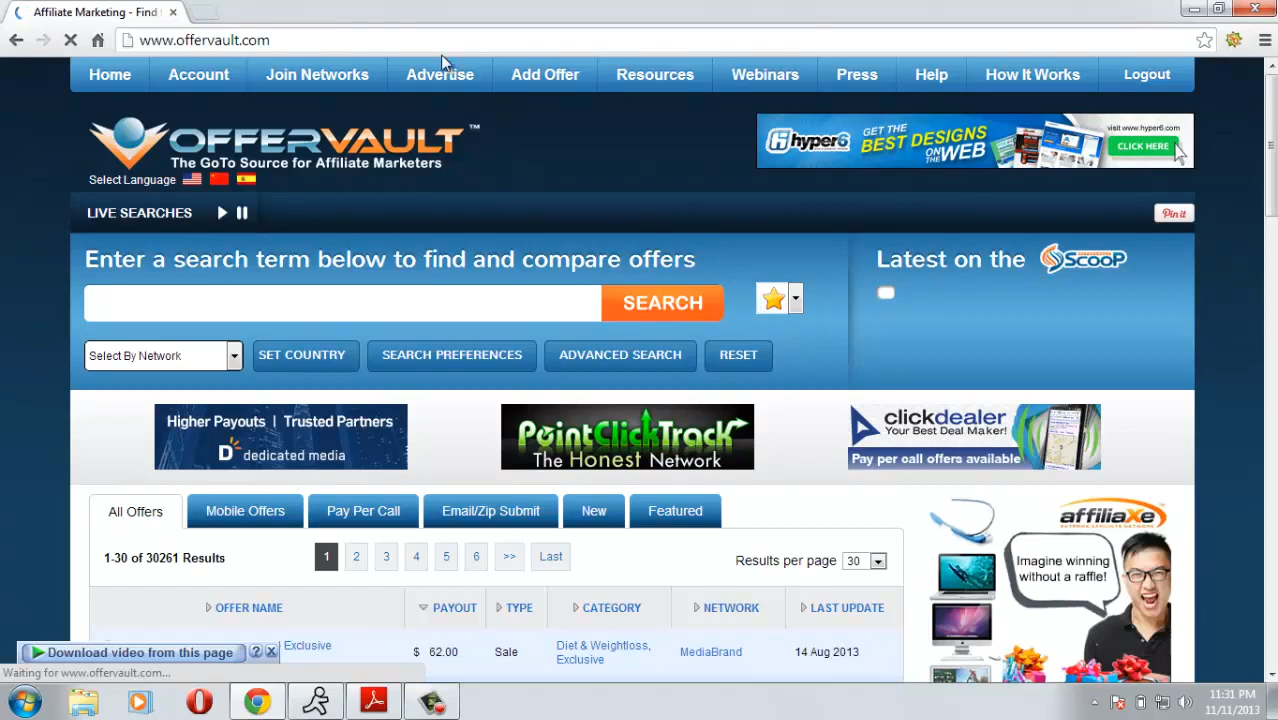 Affiliate Marketing - Find
www.offervault.com
Home Account Join Networks Advertise Add Offer Resources Webinars Press Help How It Works Logout
OFFERVAULT™
The GoTo Source for Affiliate Marketers
Select Language
hyper6 GET THE BEST DESIGNS ON THE WEB
visit www.hyper6.com
CLICK HERE
LIVE SEARCHES
Pin it
Enter a search term below to find and compare offers
SEARCH
Select By Network SET COUNTRY SEARCH PREFERENCES ADVANCED SEARCH RESET
Latest on the SCOOP
Higher Payouts | Trusted Partners
D dedicated media
PointClickTrack
The Honest Network
clickdealer
Your Best Deal Maker!
Pay per call offers available
All Offers Mobile Offers Pay Per Call Email/Zip Submit New Featured
1-30 of 30261 Results 1 2 3 4 5 6 >> Last Results per page 30
OFFER NAME PAYOUT TYPE CATEGORY NETWORK LAST UPDATE
Exclusive $ 62.00 Sale Diet & Weightloss, Exclusive MediaBrand 14 Aug 2013
affiliaXe
EXTREME AFFILIATE NETWORK
Imagine winning
without a raffle!
Download video from this page ? X
Waiting for www.offervault.com...
11:31 PM
11/11/2013